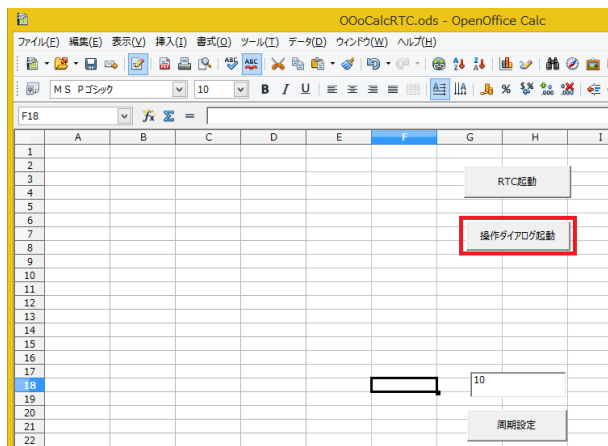 OOoCalcRTC.ods - OpenOffice Calc
ファイル(F) 編集(E) 表示(V) 挿入(I) 書式(O) ツール(T) データ(D) ウィンドウ(W) ヘルプ(H)
ＭＳ Ｐゴシック 10 B I U A % $% .000 .000
F18 fx Σ =
A B C D E F G H I
1
2
3 RTC起動
4
5
6
7 操作ダイアログ起動
8
9
10
11
12
13
14
15
16
17
18 10
19
20
21 周期設定
22